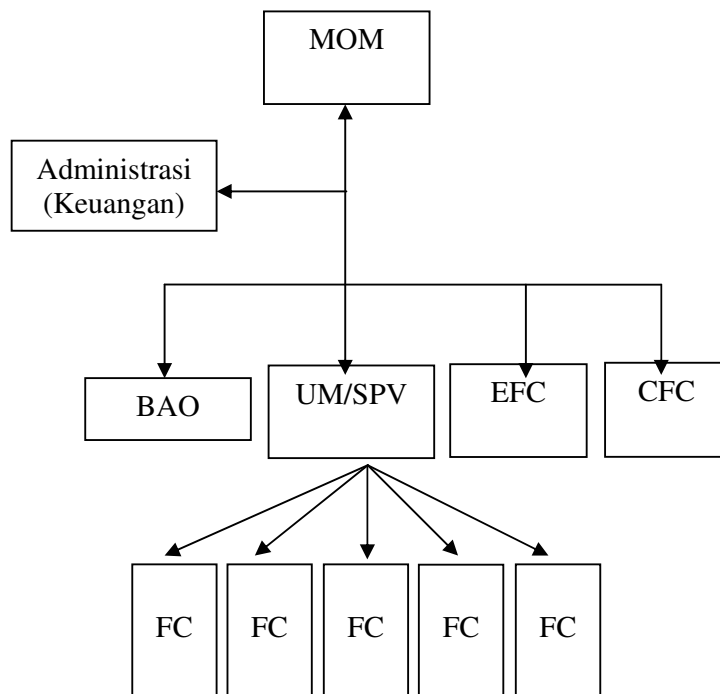 MOM
Administrasi
(Keuangan)
BAO
UM/SPV
EFC
CFC
FC
FC
FC
FC
FC